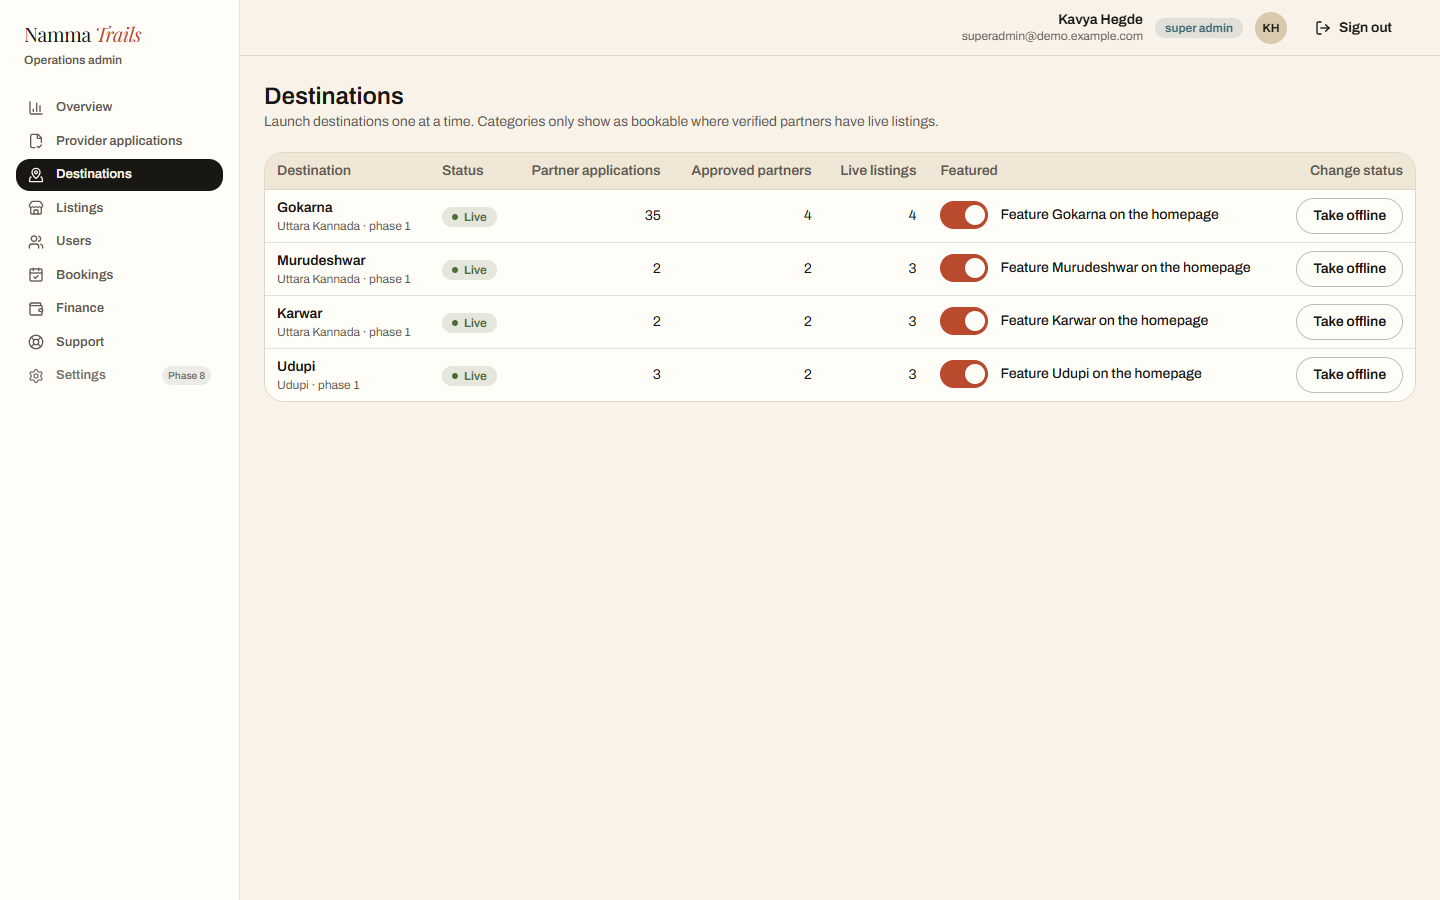 Namma Trails
Operations admin
Overview
Provider applications
Destinations
Listings
Users
Bookings
Finance
Support
Settings Phase 8
Kavya Hegde
superadmin@demo.example.com
super admin
KH
Sign out
Destinations
Launch destinations one at a time. Categories only show as bookable where verified partners have live listings.
Destination Status Partner applications Approved partners Live listings Featured Change status
Gokarna
Uttara Kannada · phase 1
Live 35 4 4 Feature Gokarna on the homepage Take offline
Murudeshwar
Uttara Kannada · phase 1
Live 2 2 3 Feature Murudeshwar on the homepage Take offline
Karwar
Uttara Kannada · phase 1
Live 2 2 3 Feature Karwar on the homepage Take offline
Udupi
Udupi · phase 1
Live 3 2 3 Feature Udupi on the homepage Take offline